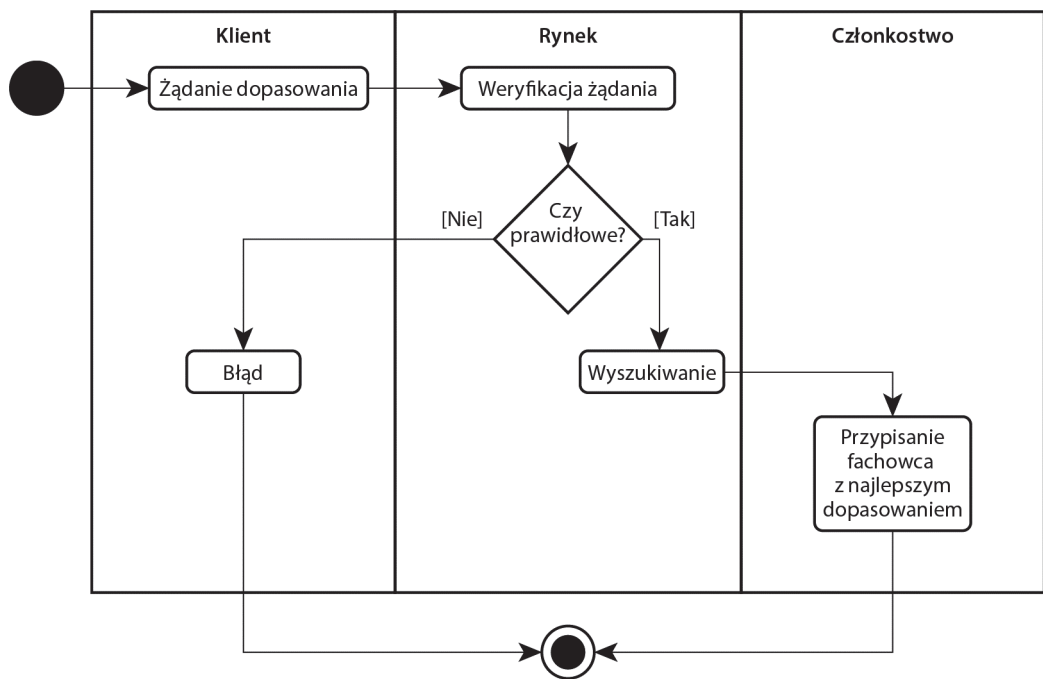 Klient
Rynek
Członkostwo
Żądanie dopasowania
Weryfikacja żądania
Czy
prawidłowe?
[Nie]
[Tak]
Błąd
Wyszukiwanie
Przypisanie
fachowca
z najlepszym
dopasowaniem